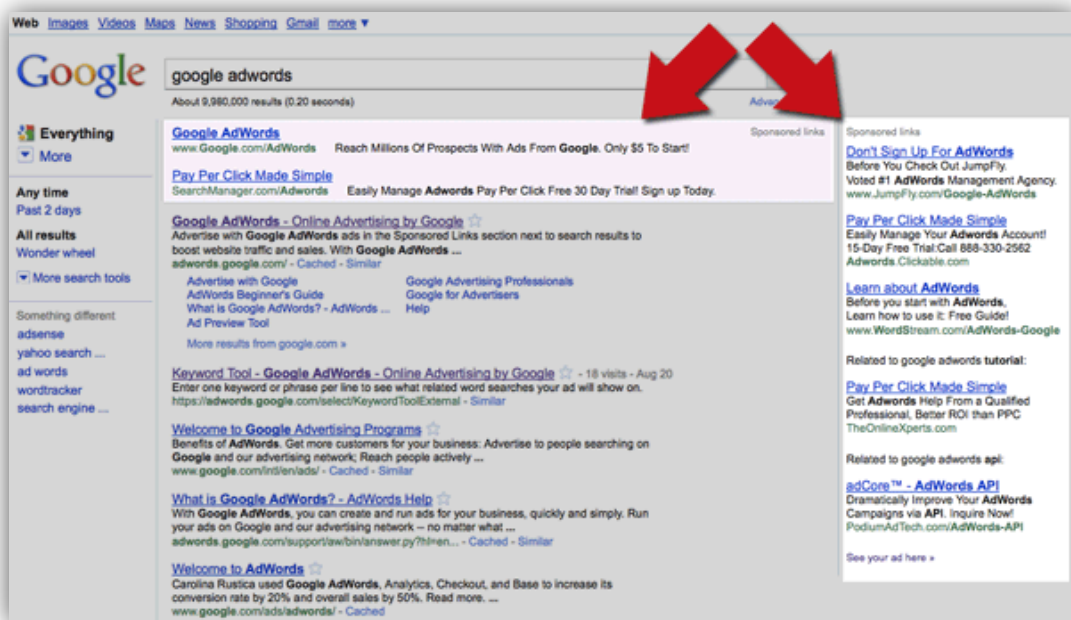 Web Images Videos Maps News Shopping Gmail more ▼
Google
google adwords
About 9,980,000 results (0.20 seconds)
Everything
More
Any time
Past 2 days
All results
Wonder wheel
More search tools
Something different
adsense
yahoo search ...
ad words
wordtracker
search engine ...
Google AdWords
Sponsored links
www.Google.com/AdWords Reach Millions Of Prospects With Ads From Google. Only $5 To Start!
Pay Per Click Made Simple
SearchManager.com/Adwords Easily Manage Adwords Pay Per Click Free 30 Day Trial! Sign up Today.
Google AdWords - Online Advertising by Google
Advertise with Google AdWords ads in the Sponsored Links section next to search results to
boost website traffic and sales. With Google AdWords ...
adwords.google.com/ - Cached - Similar
Advertise with Google Google Advertising Professionals
AdWords Beginner's Guide Google for Advertisers
What is Google AdWords? - AdWords ... Help
Ad Preview Tool
More results from google.com »
Keyword Tool - Google AdWords - Online Advertising by Google - 18 visits - Aug 20
Enter one keyword or phrase per line to see what related word searches your ad will show on.
https://adwords.google.com/select/KeywordToolExternal - Similar
Welcome to Google Advertising Programs
Benefits of AdWords. Get more customers for your business: Advertise to people searching on
Google and our advertising network; Reach people actively ...
www.google.com/intl/en/ads/ - Cached - Similar
What is Google AdWords? - AdWords Help
With Google AdWords, you can create and run ads for your business, quickly and simply. Run
your ads on Google and our advertising network -- no matter what ...
adwords.google.com/support/aw/bin/answer.py?hl=en... - Cached - Similar
Welcome to AdWords
Carolina Rustica used Google AdWords, Analytics, Checkout, and Base to increase its
conversion rate by 20% and overall sales by 50%. Read more. ...
www.google.com/ads/adwords/ - Cached
Sponsored links
Don't Sign Up For AdWords
Before You Check Out JumpFly.
Voted #1 AdWords Management Agency.
www.JumpFly.com/Google-AdWords
Pay Per Click Made Simple
Easily Manage Your Adwords Account!
15-Day Free Trial:Call 888-330-2562
Adwords.Clickable.com
Learn about AdWords
Before you start with AdWords,
Learn how to use it: Free Guide!
www.WordStream.com/AdWords-Google
Related to google adwords tutorial:
Pay Per Click Made Simple
Get Adwords Help From a Qualified
Professional, Better ROI than PPC
TheOnlineXperts.com
Related to google adwords api:
adCore™ - AdWords API
Dramatically Improve Your AdWords
Campaigns via API. Inquire Now!
PodiumAdTech.com/AdWords-API
See your ad here »